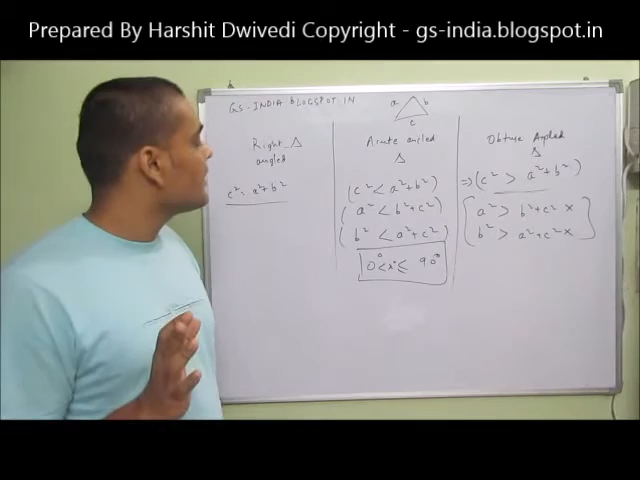 Prepared By Harshit Dwivedi Copyright - gs-india.blogspot.in
GS-INDIA BLOGSPOT.IN
a b
c
Right Δ
angled
c² = a²+b²
Acute angled
Δ
(c² < a²+b²)
(a² < b²+c²)
(b² < a²+c²)
0° < x° ≤ 90°
Obtuse Angled
Δ
⇒ (c² > a²+b²)
a² > b²+c² ×
b² > a²+c² ×